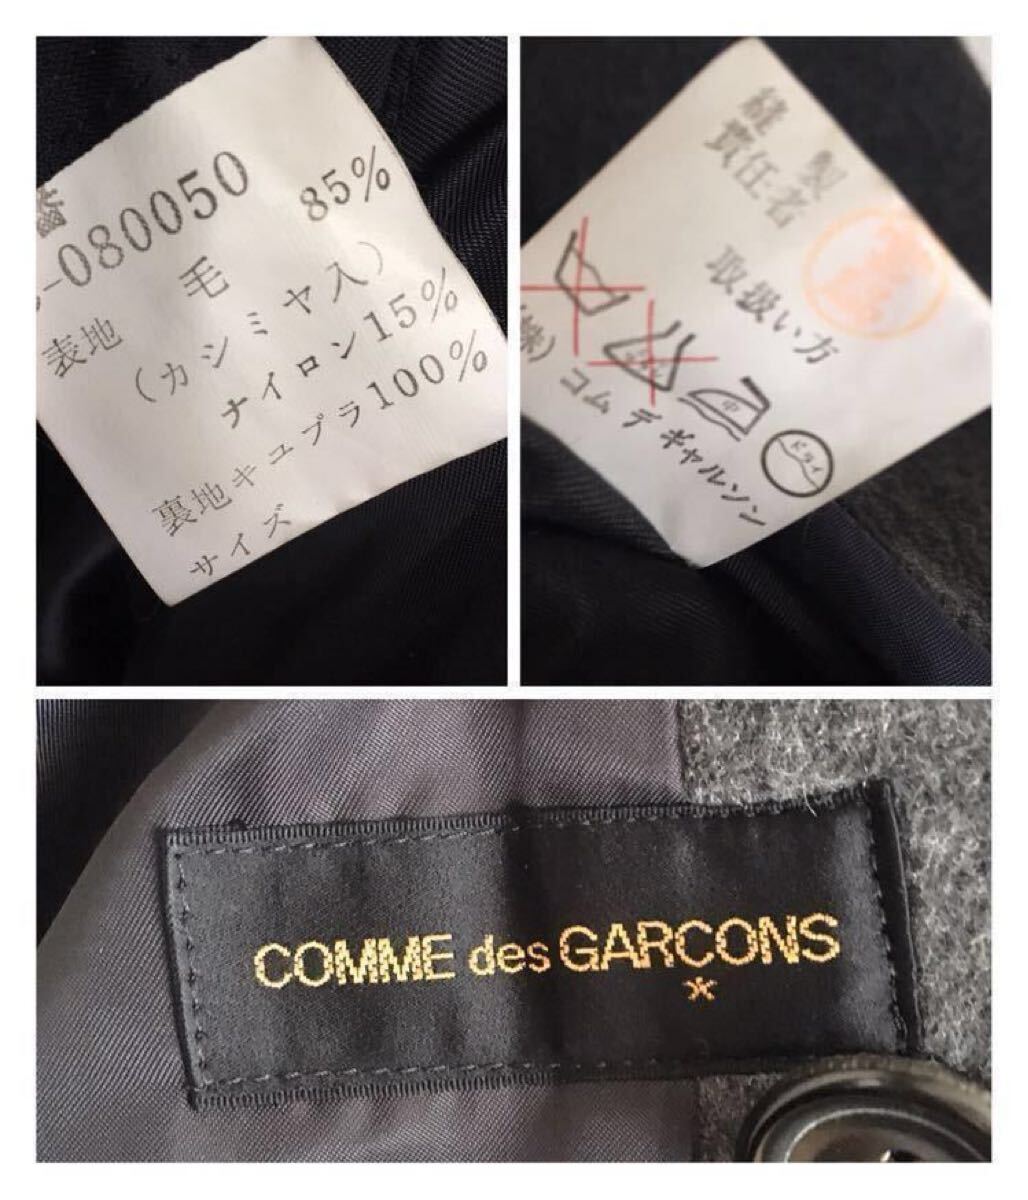 番
-080050
表地 毛 85%
(カシミヤ入)
ナイロン15%
裏地キュプラ100%
サイズ
縫製
責任者
取扱い方
中
ドライ
(株)コム デ ギャルソン
COMME des GARCONS
*